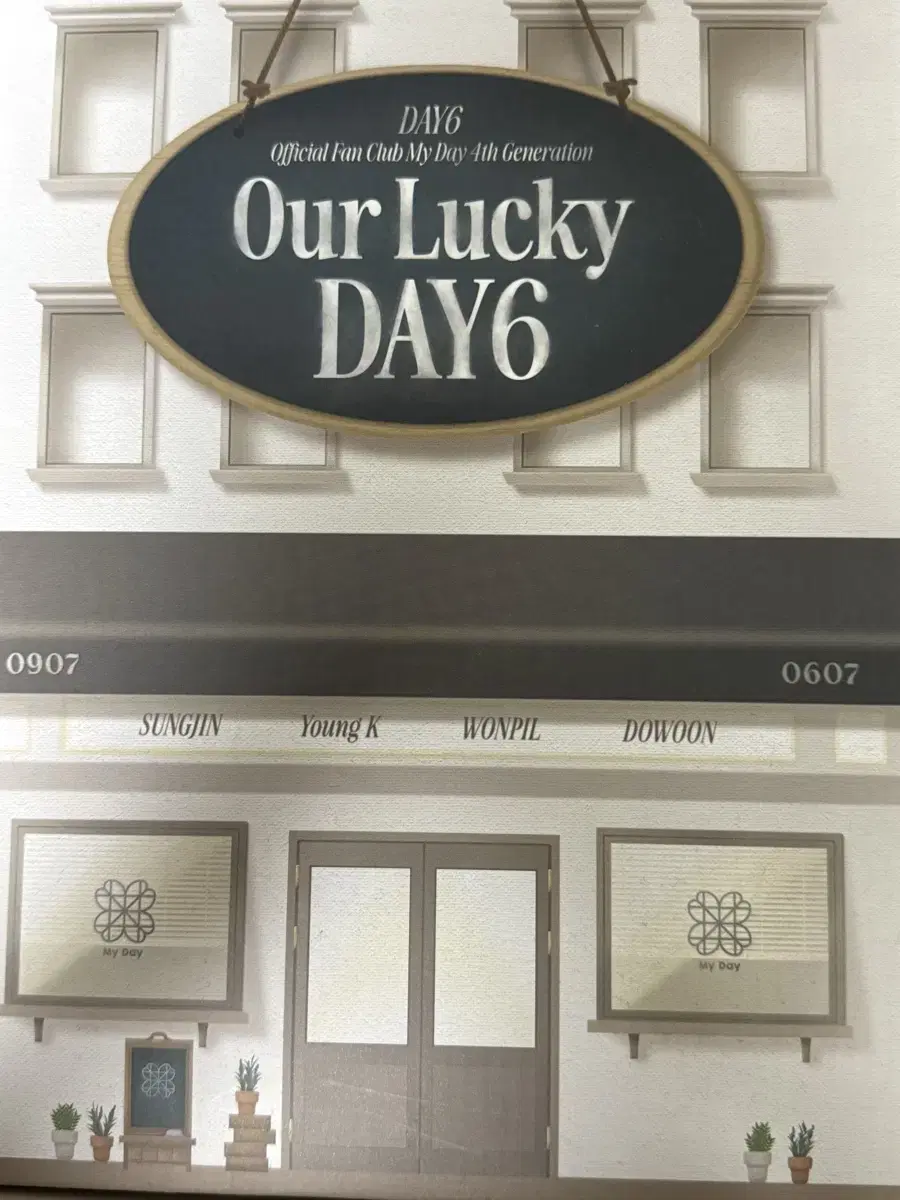 DAY6
Official Fan Club My Day 4th Generation
Our Lucky
DAY6
0907
0607
SUNGJIN Young K WONPIL DOWOON
My Day
My Day